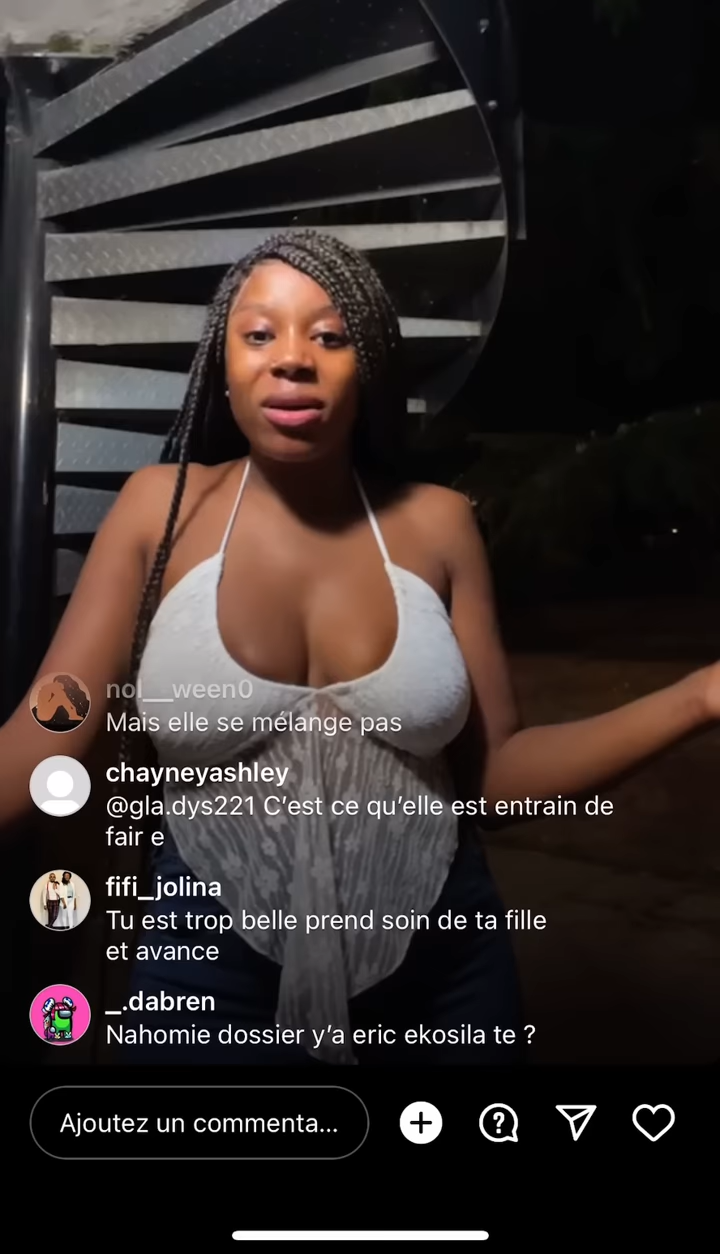 nol__ween0
Mais elle se mélange pas
chayneyashley
@gla.dys221 C’est ce qu’elle est entrain de
fair e
fifi_jolina
Tu est trop belle prend soin de ta fille
et avance
_.dabren
Nahomie dossier y’a eric ekosila te ?
Ajoutez un commenta...